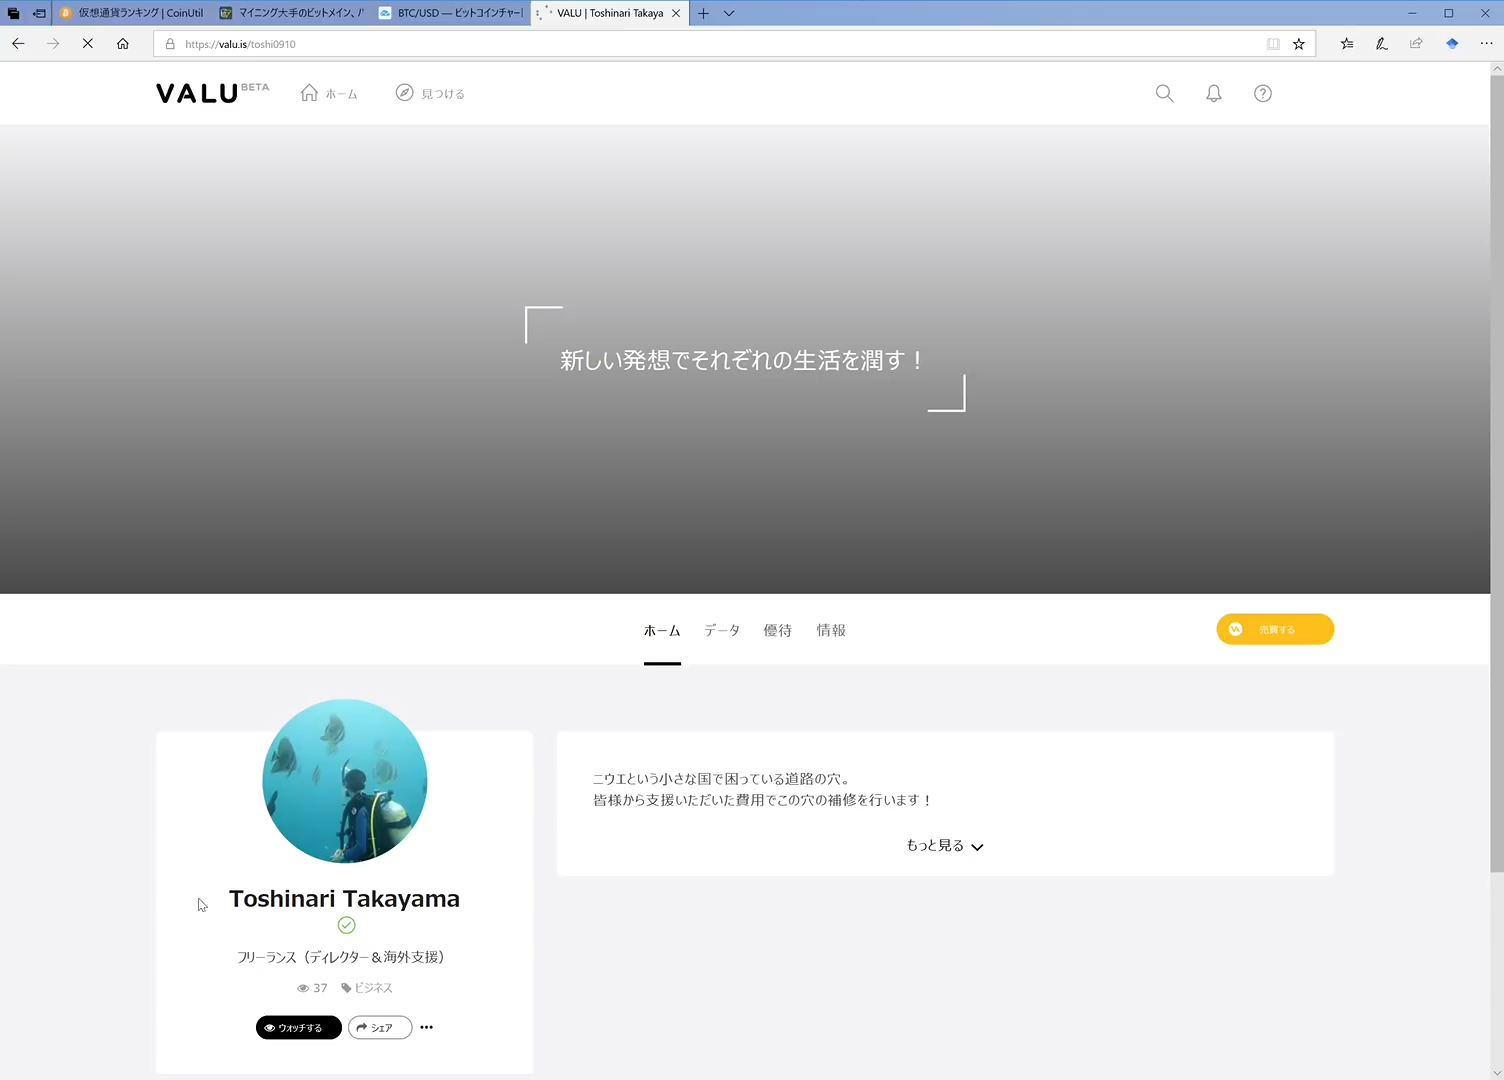 仮想通貨ランキング | CoinUtil
マイニング大手のビットメイン、バ
BTC/USD — ビットコインチャート
VALU | Toshinari Takaya
https://valu.is/toshi0910
VALU BETA
ホーム
見つける
新しい発想でそれぞれの生活を潤す！
ホーム
データ
優待
情報
VA 売買する
ニウエという小さな国で困っている道路の穴。
皆様から支援いただいた費用でこの穴の補修を行います！
もっと見る
Toshinari Takayama
フリーランス（ディレクター＆海外支援）
37 ビジネス
ウォッチする
シェア